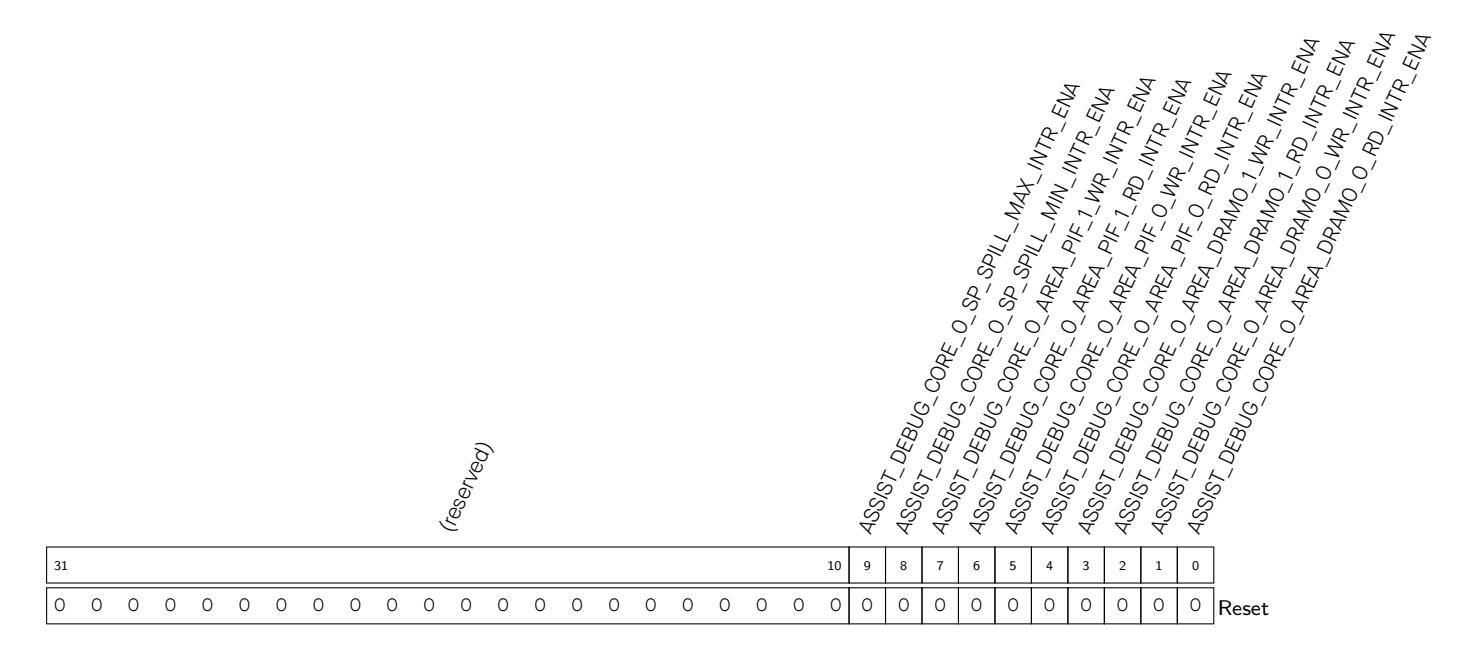 (reserved)
ASSIST_DEBUG_CORE_0_SP_SPILL_MAX_INTR_ENA
ASSIST_DEBUG_CORE_0_SP_SPILL_MIN_INTR_ENA
ASSIST_DEBUG_CORE_0_AREA_PIF_1_WR_INTR_ENA
ASSIST_DEBUG_CORE_0_AREA_PIF_1_RD_INTR_ENA
ASSIST_DEBUG_CORE_0_AREA_PIF_0_WR_INTR_ENA
ASSIST_DEBUG_CORE_0_AREA_PIF_0_RD_INTR_ENA
ASSIST_DEBUG_CORE_0_AREA_DRAM0_1_WR_INTR_ENA
ASSIST_DEBUG_CORE_0_AREA_DRAM0_1_RD_INTR_ENA
ASSIST_DEBUG_CORE_0_AREA_DRAM0_0_WR_INTR_ENA
ASSIST_DEBUG_CORE_0_AREA_DRAM0_0_RD_INTR_ENA
31 10 9 8 7 6 5 4 3 2 1 0
0 0 0 0 0 0 0 0 0 0 0 0 0 0 0 0 0 0 0 0 0 0 0 0 0 0 0 0 0 0 0 0 Reset